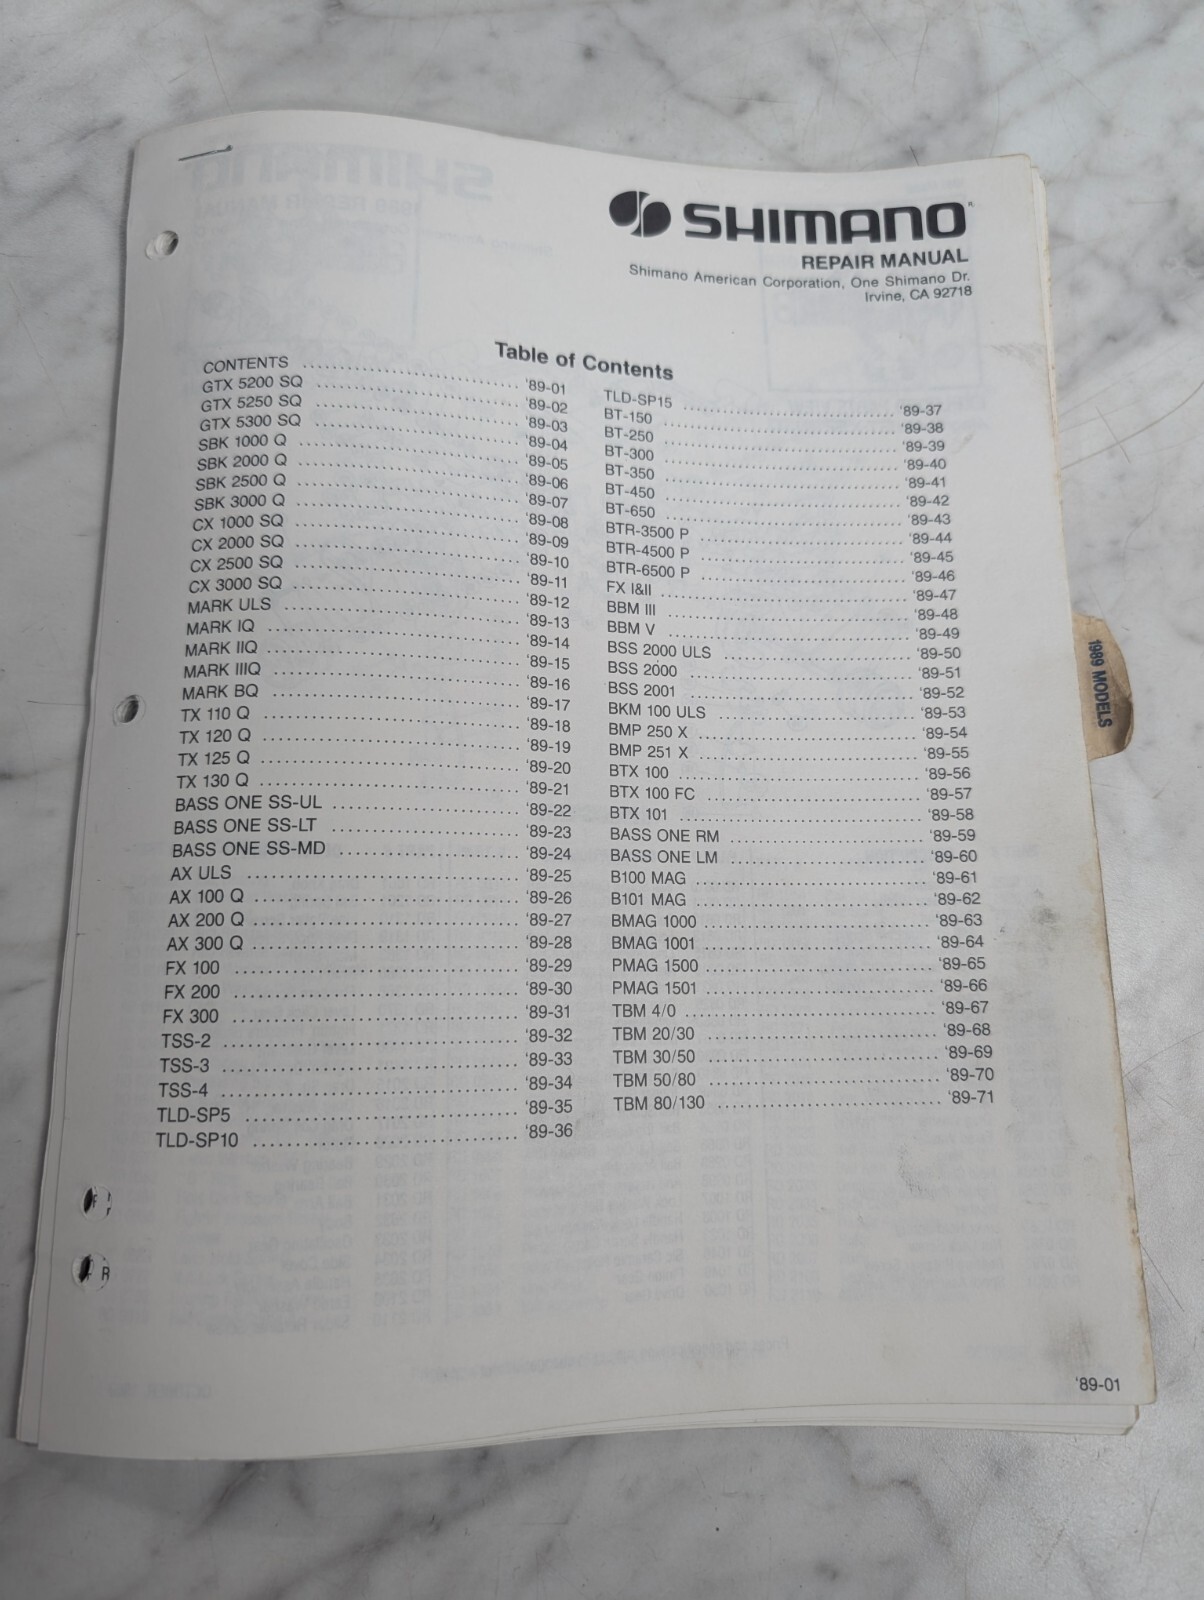 SHIMANO
REPAIR MANUAL
Shimano American Corporation, One Shimano Dr.
Irvine, CA 92718
Table of Contents
CONTENTS ........ '89-01
GTX 5200 SQ ........ '89-02
GTX 5250 SQ ........ '89-03
GTX 5300 SQ ........ '89-04
SBK 1000 Q ........ '89-05
SBK 2000 Q ........ '89-06
SBK 2500 Q ........ '89-07
SBK 3000 Q ........ '89-08
CX 1000 SQ ........ '89-09
CX 2000 SQ ........ '89-10
CX 2500 SQ ........ '89-11
CX 3000 SQ ........ '89-12
MARK ULS ........ '89-13
MARK IQ ........ '89-14
MARK IIQ ........ '89-15
MARK IIIQ ........ '89-16
MARK BQ ........ '89-17
TX 110 Q ........ '89-18
TX 120 Q ........ '89-19
TX 125 Q ........ '89-20
TX 130 Q ........ '89-21
BASS ONE SS-UL ........ '89-22
BASS ONE SS-LT ........ '89-23
BASS ONE SS-MD ........ '89-24
AX ULS ........ '89-25
AX 100 Q ........ '89-26
AX 200 Q ........ '89-27
AX 300 Q ........ '89-28
FX 100 ........ '89-29
FX 200 ........ '89-30
FX 300 ........ '89-31
TSS-2 ........ '89-32
TSS-3 ........ '89-33
TSS-4 ........ '89-34
TLD-SP5 ........ '89-35
TLD-SP10 ........ '89-36
TLD-SP15 ........ '89-37
BT-150 ........ '89-38
BT-250 ........ '89-39
BT-300 ........ '89-40
BT-350 ........ '89-41
BT-450 ........ '89-42
BT-650 ........ '89-43
BTR-3500 P ........ '89-44
BTR-4500 P ........ '89-45
BTR-6500 P ........ '89-46
FX I&II ........ '89-47
BBM III ........ '89-48
BBM V ........ '89-49
BSS 2000 ULS ........ '89-50
BSS 2000 ........ '89-51
BSS 2001 ........ '89-52
BKM 100 ULS ........ '89-53
BMP 250 X ........ '89-54
BMP 251 X ........ '89-55
BTX 100 ........ '89-56
BTX 100 FC ........ '89-57
BTX 101 ........ '89-58
BASS ONE RM ........ '89-59
BASS ONE LM ........ '89-60
B100 MAG ........ '89-61
B101 MAG ........ '89-62
BMAG 1000 ........ '89-63
BMAG 1001 ........ '89-64
PMAG 1500 ........ '89-65
PMAG 1501 ........ '89-66
TBM 4/0 ........ '89-67
TBM 20/30 ........ '89-68
TBM 30/50 ........ '89-69
TBM 50/80 ........ '89-70
TBM 80/130 ........ '89-71
1989 MODELS
'89-01